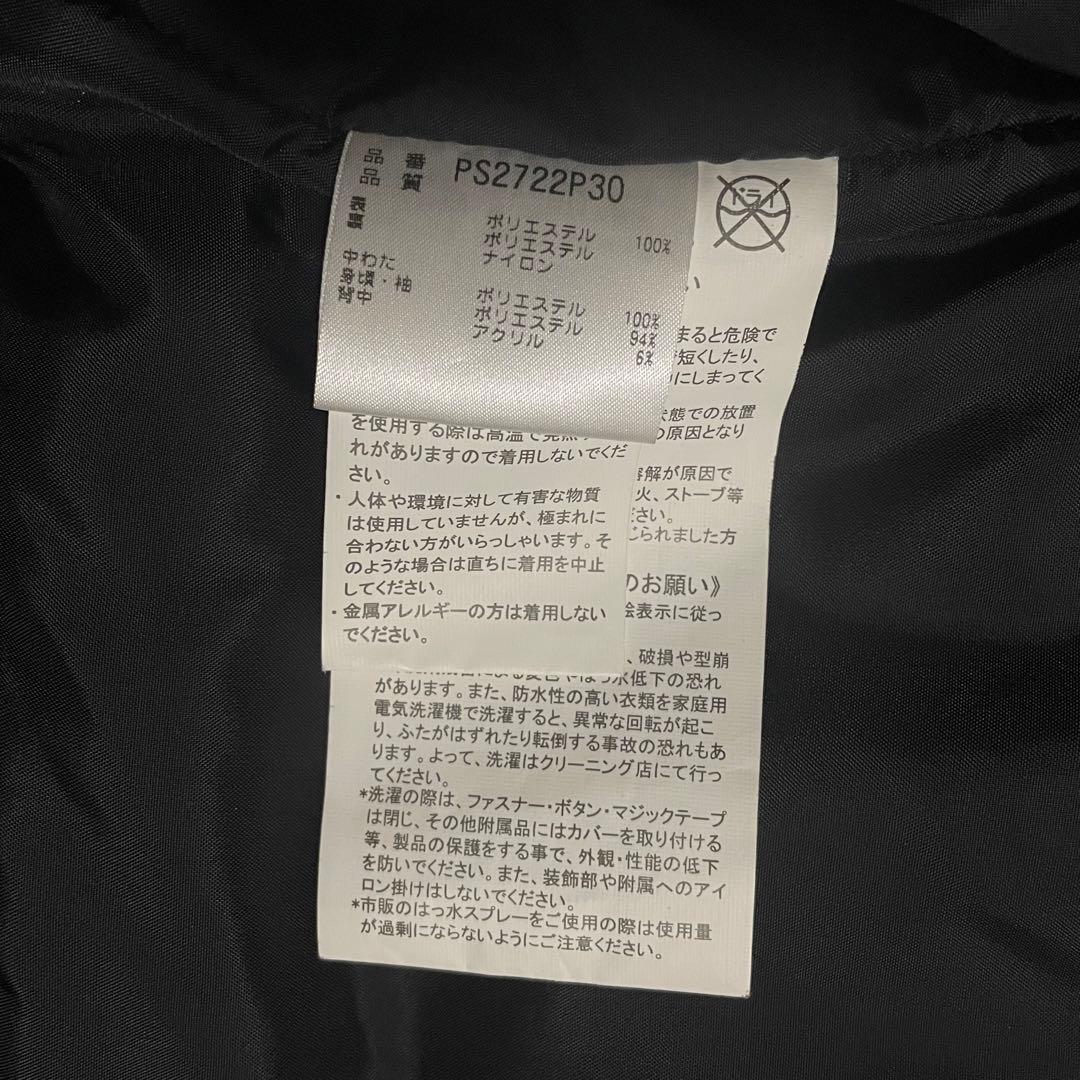 品番 PS2722P30
品質
ポリエステル 100%
ポリエステル
ナイロン
中わた
ポリエステル 100%
ポリエステル 94%
アクリル 6%
ドライ
い
まると危険で
短くしたり、
にしまってく
状態での放置
原因となり
溶解が原因で
火、ストーブ等
ださい。
じられました方
のお願い》
絵表示に従っ
を使用する際は高温で発熱
れがありますので着用しないでくだ
さい。
・人体や環境に対して有害な物質
は使用していませんが、極まれに
合わない方がいらっしゃいます。そ
のような場合は直ちに着用を中止
してください。
・金属アレルギーの方は着用しない
でください。
、破損や型崩
水低下の恐れ
があります。また、防水性の高い衣類を家庭用
電気洗濯機で洗濯すると、異常な回転が起こ
り、ふたがはずれたり転倒する事故の恐れもあ
ります。よって、洗濯はクリーニング店にて行っ
てください。
*洗濯の際は、ファスナー・ボタン・マジックテープ
は閉じ、その他附属品にはカバーを取り付ける
等、製品の保護をする事で、外観・性能の低下
を防いでください。また、装飾部や附属へのアイ
ロン掛けはしないでください。
*市販のはっ水スプレーをご使用の際は使用量
が過剰にならないようにご注意ください。